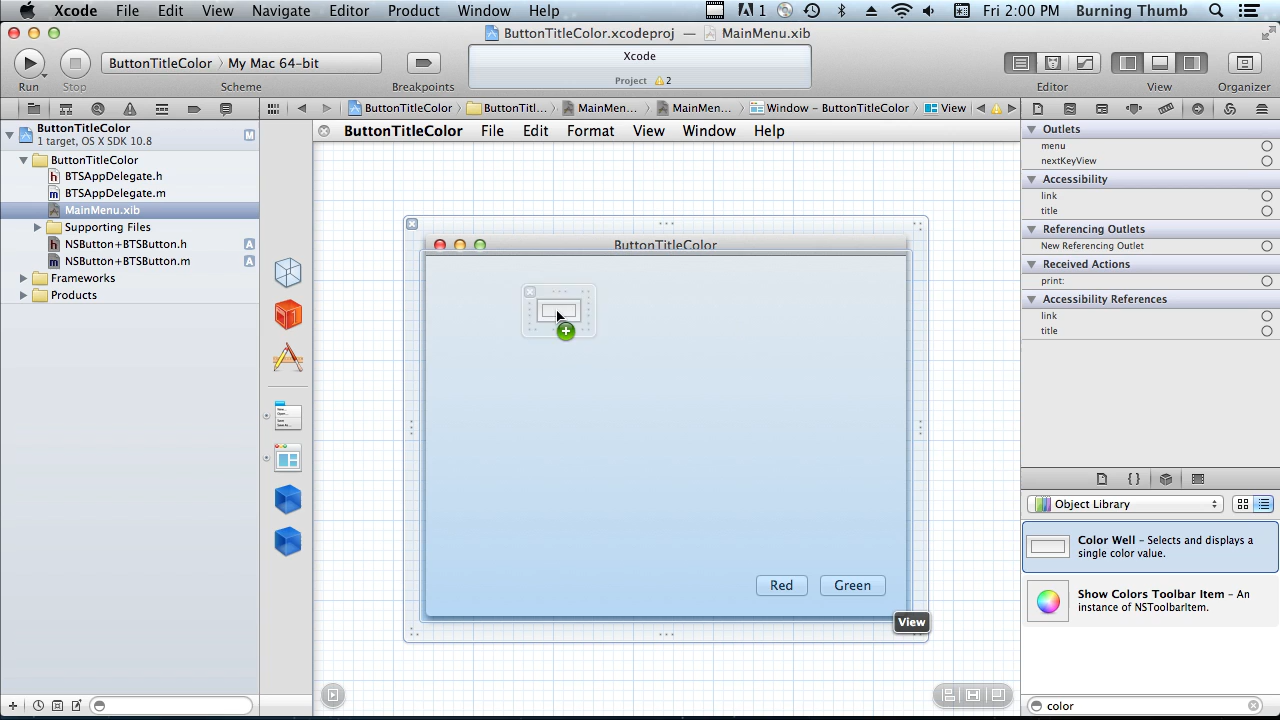 Xcode File Edit View Navigate Editor Product Window Help 1 Fri 2:00 PM Burning Thumb
ButtonTitleColor.xcodeproj — MainMenu.xib
ButtonTitleColor My Mac 64-bit
Xcode
Project 2
Run Stop Scheme Breakpoints Editor View Organizer
ButtonTitleColor ButtonTitl... MainMen... MainMen... Window - ButtonTitleColor View
ButtonTitleColor M
1 target, OS X SDK 10.8
ButtonTitleColor
BTSAppDelegate.h
BTSAppDelegate.m
MainMenu.xib
Supporting Files
NSButton+BTSButton.h A
NSButton+BTSButton.m A
Frameworks
Products
ButtonTitleColor File Edit Format View Window Help
ButtonTitleColor
Red Green
View
Outlets
menu
nextKeyView
Accessibility
link
title
Referencing Outlets
New Referencing Outlet
Received Actions
print:
Accessibility References
link
title
Object Library
Color Well - Selects and displays a
single color value.
Show Colors Toolbar Item - An
instance of NSToolbarItem.
color